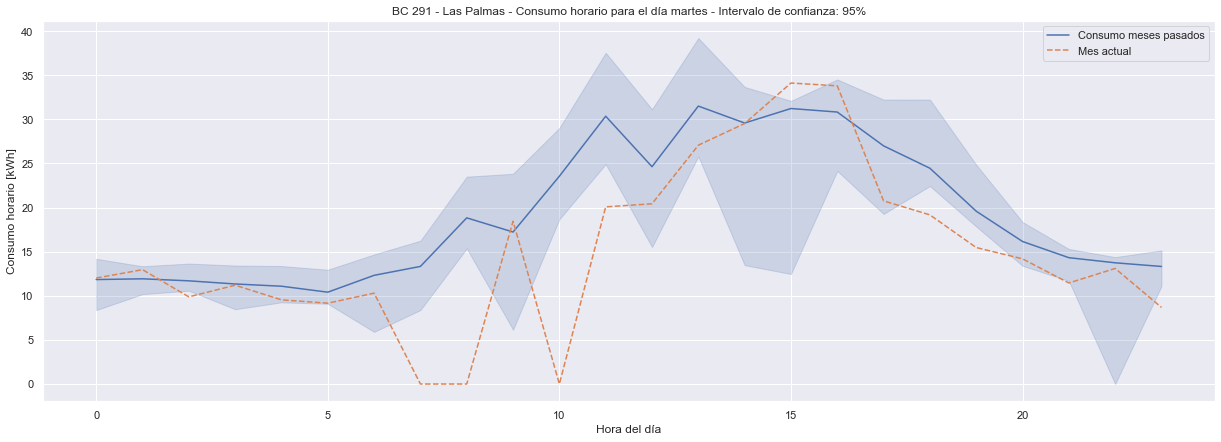 BC 291 - Las Palmas - Consumo horario para el día martes - Intervalo de confianza: 95%
Consumo meses pasados
Mes actual
Consumo horario [kWh]
40
35
30
25
20
15
10
5
0
0
5
10
15
20
Hora del día